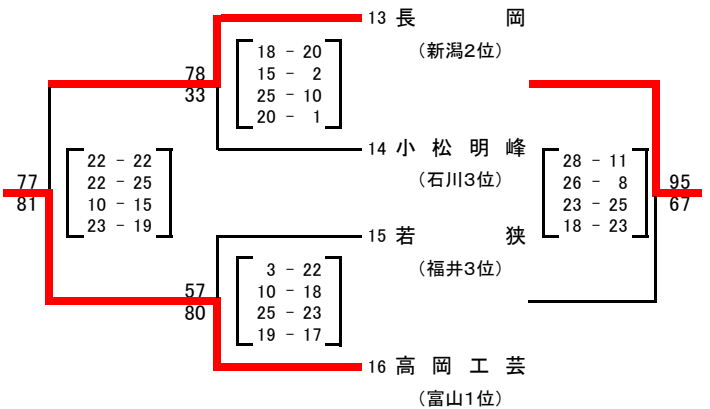 13 長岡
(新潟2位)
18 - 20
15 - 2
25 - 10
20 - 1
78
33
14 小松明峰
(石川3位)
22 - 22
22 - 25
10 - 15
23 - 19
77
81
28 - 11
26 - 8
23 - 25
18 - 23
95
67
15 若狭
(福井3位)
3 - 22
10 - 18
25 - 23
19 - 17
57
80
16 高岡工芸
(富山1位)